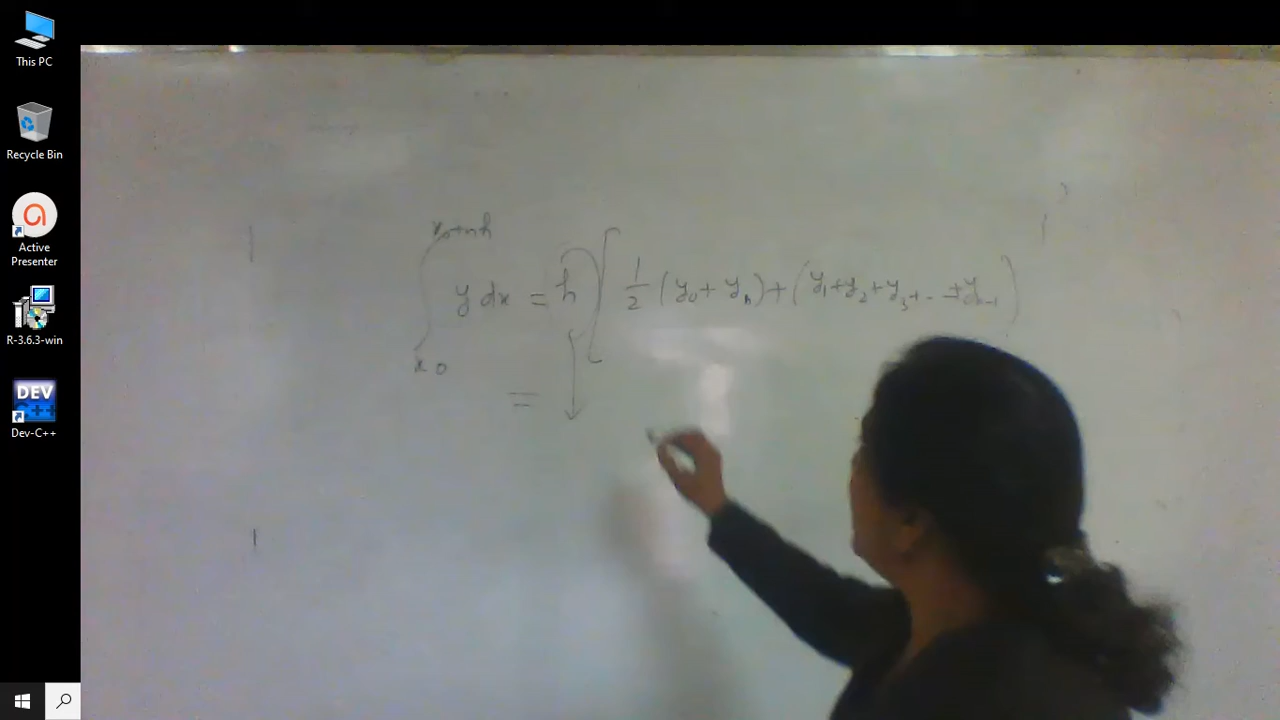 This PC
Recycle Bin
Active
Presenter
R-3.6.3-win
DEV
C++
Dev-C++
x₀+nh
∫ y dx = h [ 1/2 (y₀ + yₙ) + (y₁+y₂+y₃+--+yₙ₋₁)
x₀
=